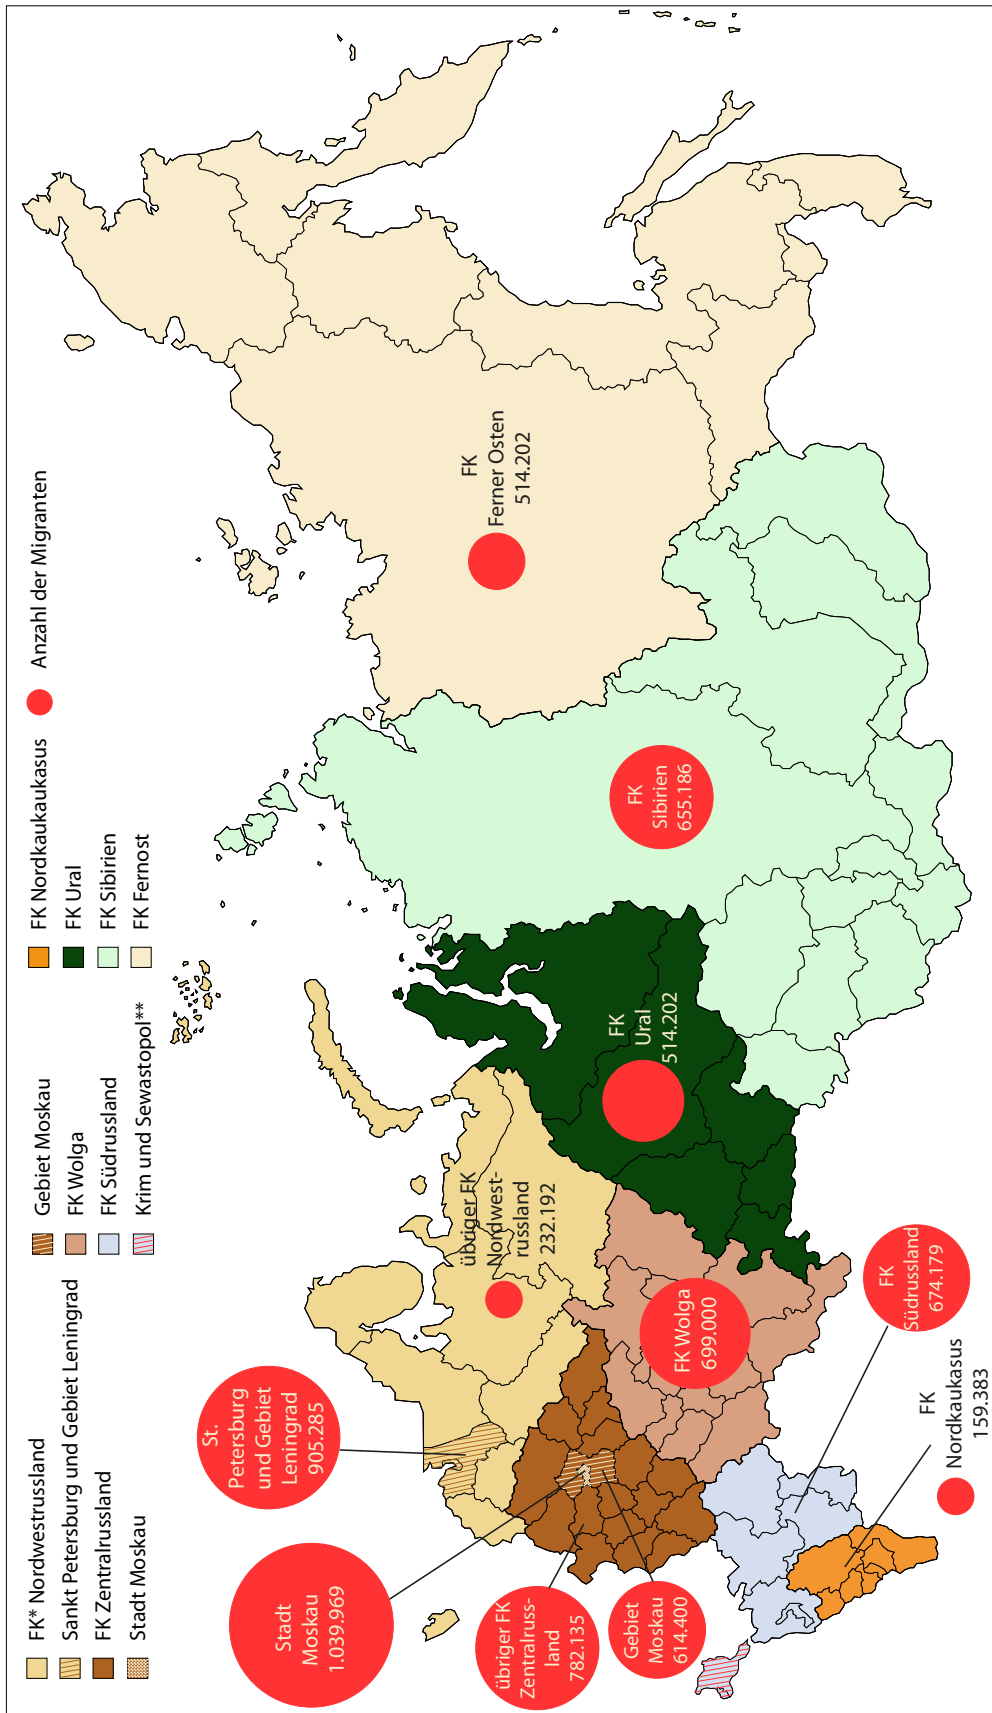 FK* Nordwestrussland
Sankt Petersburg und Gebiet Leningrad
FK Zentralrussland
Stadt Moskau
Gebiet Moskau
FK Wolga
FK Südrussland
Krim und Sewastopol**
FK Nordkaukaukasus
FK Ural
FK Sibirien
FK Fernost
Anzahl der Migranten
Stadt
Moskau
1.039.969
St.
Petersburg
und Gebiet
Leningrad
905.285
übriger FK
Zentralruss-
land
782.135
Gebiet
Moskau
614.400
übriger FK
Nordwest-
russland
232.192
FK Wolga
699.000
FK
Südrussland
674.179
FK
Nordkaukasus
159.383
FK
Ural
514.202
FK
Sibirien
655.186
FK
Ferner Osten
514.202